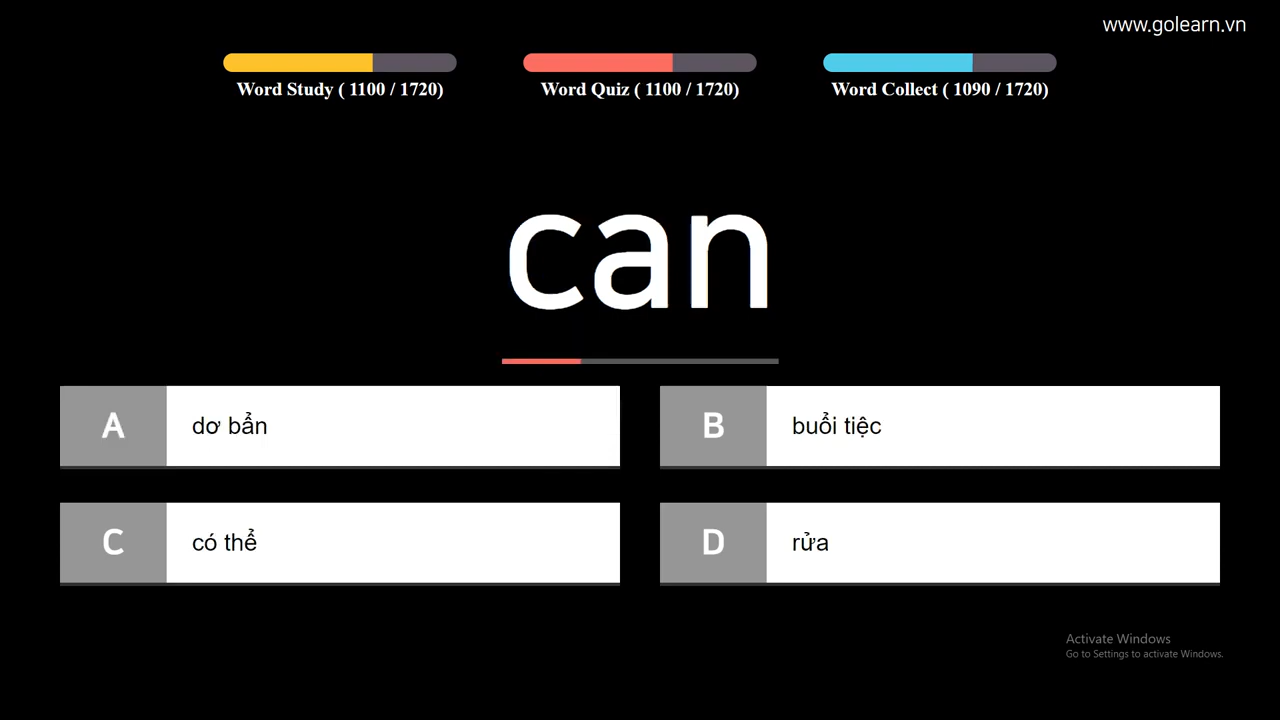 www.golearn.vn
Word Study ( 1100 / 1720)
Word Quiz ( 1100 / 1720)
Word Collect ( 1090 / 1720)
can
A dơ bẩn
B buổi tiệc
C có thể
D rửa
Activate Windows
Go to Settings to activate Windows.